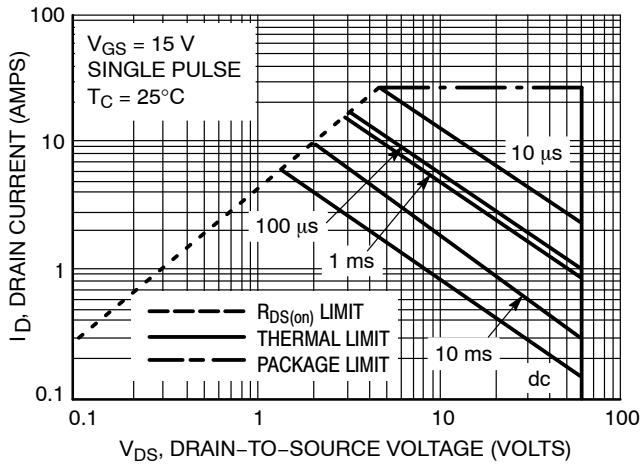 100
10
1
0.1
I_D, DRAIN CURRENT (AMPS)
V_GS = 15 V
SINGLE PULSE
T_C = 25°C
10 μs
100 μs
1 ms
10 ms
dc
R_DS(on) LIMIT
THERMAL LIMIT
PACKAGE LIMIT
0.1 1 10 100
V_DS, DRAIN−TO−SOURCE VOLTAGE (VOLTS)